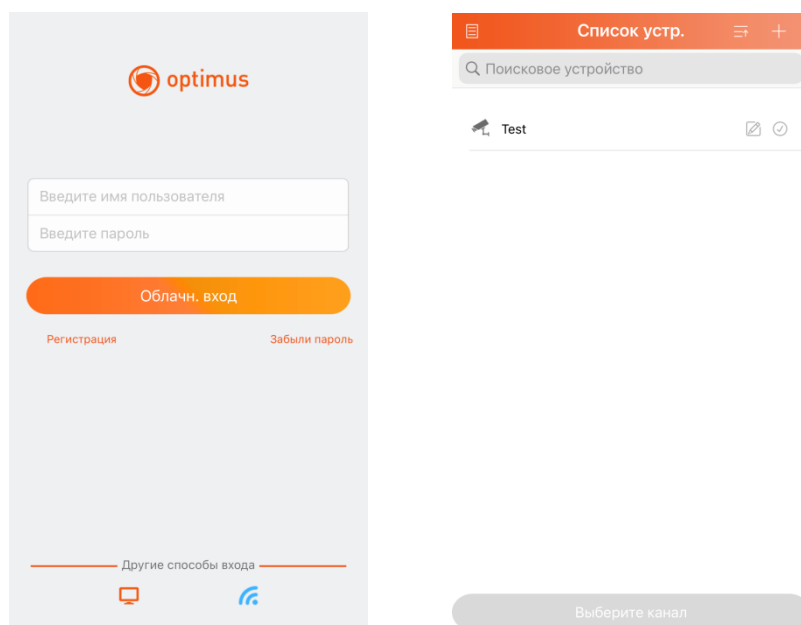 optimus
Введите имя пользователя
Введите пароль
Облачн. вход
Регистрация
Забыли пароль
Другие способы входа
Список устр.
Поисковое устройство
Test
Выберите канал